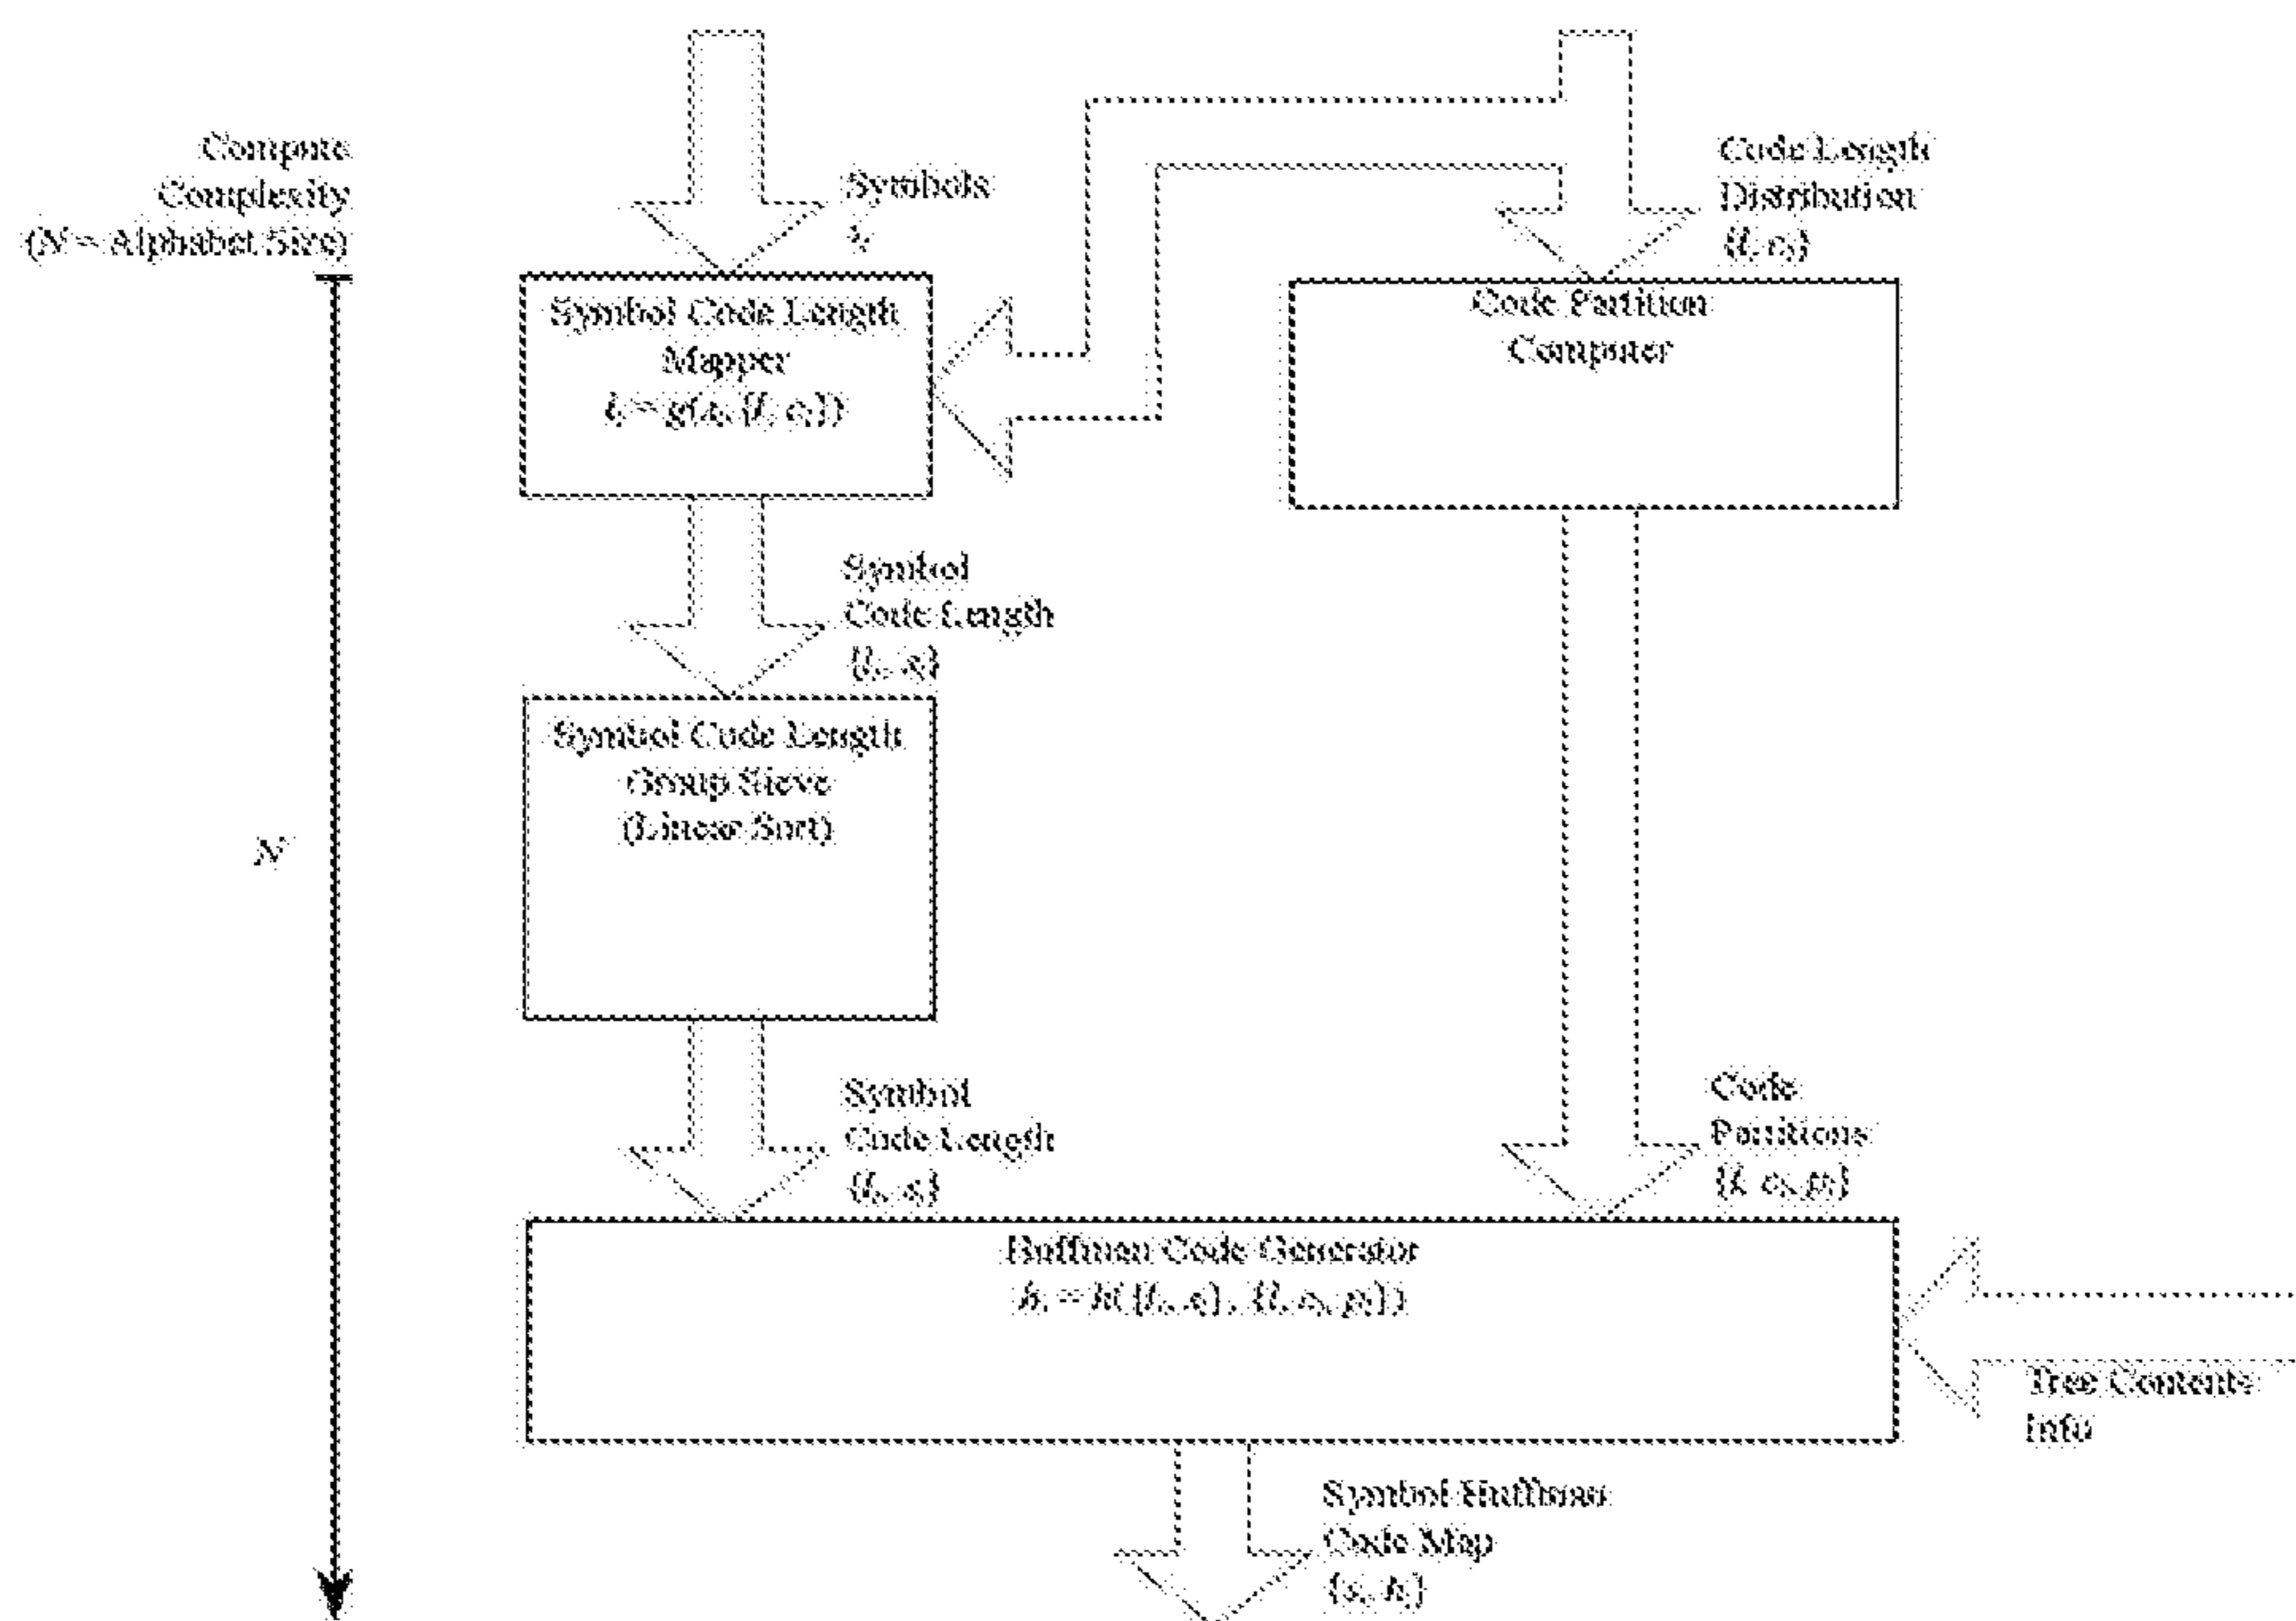 Compute
Complexity
(N = Alphabet Size)
Symbols
Code Length
Distribution
Symbol Code Length
Mapper
Code Partition
Computer
Symbol
Code Length
Symbol Code Length
Group Sieve
(Linear Sort)
N
Symbol
Code Length
Code
Partitions
Huffman Code Generator
Tree Contents
Info
Symbol Huffman
Code Map